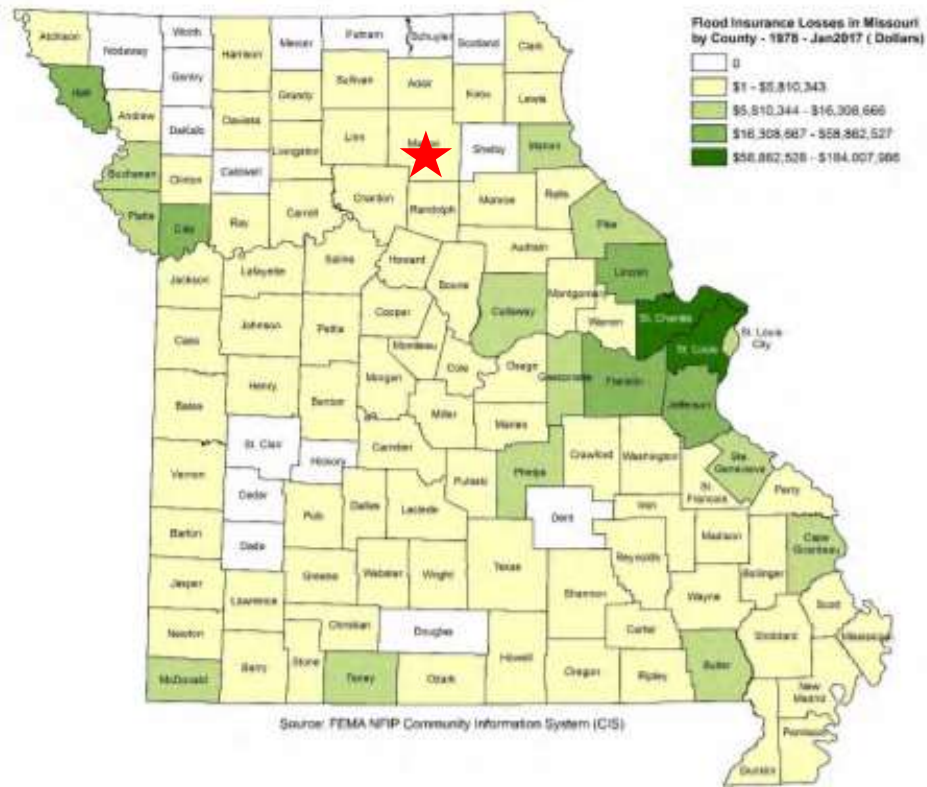 Flood Insurance Losses in Missouri
by County - 1978 - Jan2017 ( Dollars)
0
$1 - $5,810,343
$5,810,344 - $16,308,666
$16,308,667 - $58,862,527
Atchison
Nodaway
Worth
Gentry
Harrison
Mercer
Putnam
Schuyler
Scotland
Clark
Holt
Andrew
DeKalb
Daviess
Grundy
Sullivan
Adair
Knox
Lewis
Buchanan
Clinton
Caldwell
Livingston
Linn
Shelby
Marion
Platte
Clay
Ray
Carroll
Chariton
Randolph
Monroe
Ralls
Pike
Jackson
Lafayette
Saline
Howard
Boone
Audrain
Callaway
Montgomery
Lincoln
Warren
St. Charles
St. Louis
St. Louis
City
Cass
Johnson
Pettis
Cooper
Moniteau
Cole
Osage
Gasconade
Franklin
Jefferson
Bates
Henry
Benton
Morgan
Miller
Maries
Camden
St. Clair
Hickory
Vernon
Cedar
Pulaski
Phelps
Crawford
Washington
Ste
Genevieve
St.
Francois
Perry
Polk
Dallas
Laclede
Dent
Iron
Madison
Cape
Girardeau
Barton
Dade
Jasper
Greene
Webster
Wright
Texas
Reynolds
Bollinger
Shannon
Wayne
Lawrence
Newton
Christian
Douglas
Carter
Stoddard
Scott
Mississippi
McDonald
Barry
Stone
Taney
Ozark
Howell
Oregon
Ripley
Butler
New
Madrid
Pemiscot
Dunklin
Source: FEMA NFIP Community Information System (CIS)